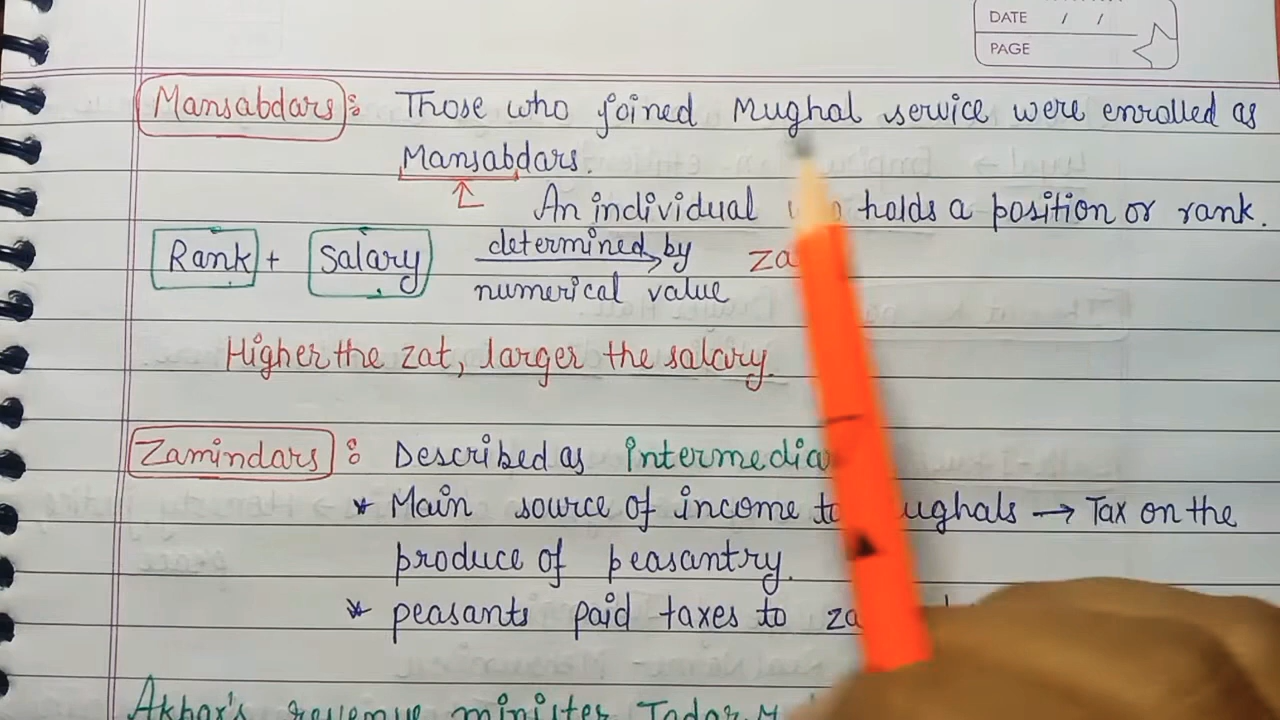 DATE / /
PAGE
Mansabdars: Those who joined Mughal service were enrolled as
Mansabdars.
An individual holds a position or rank.
Rank + Salary determined by
numerical value
Higher the zat, larger the salary.
Zamindars: Described as
* Main source of income → Tax on the
produce of peasantry.
* peasants paid taxes to
Akbar's revenue minister